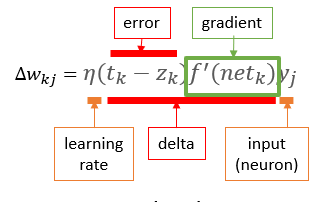 error gradient
Δw_kj = η(t_k − z_k)f′(net_k)y_j
learning rate delta input (neuron)